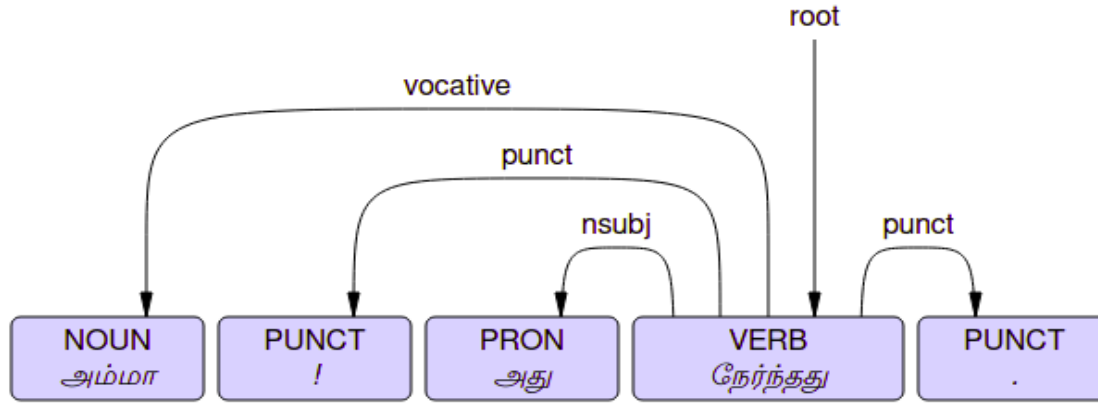 root
vocative
punct
nsubj punct
NOUN PUNCT PRON VERB PUNCT
அம்மா ! அது நேர்ந்தது .